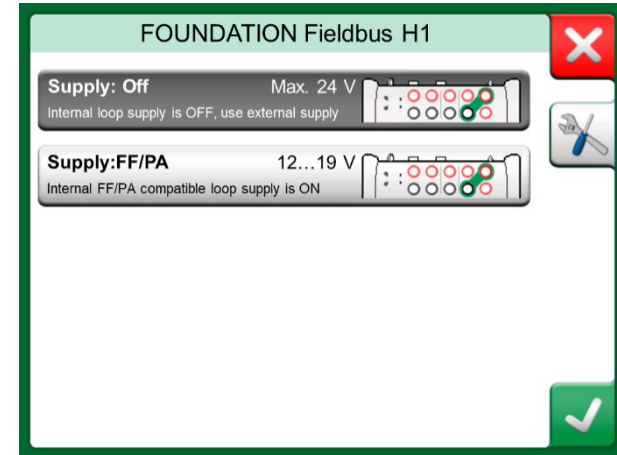 FOUNDATION Fieldbus H1
Supply: Off Max. 24 V
Internal loop supply is OFF, use external supply
Supply:FF/PA 12...19 V
Internal FF/PA compatible loop supply is ON